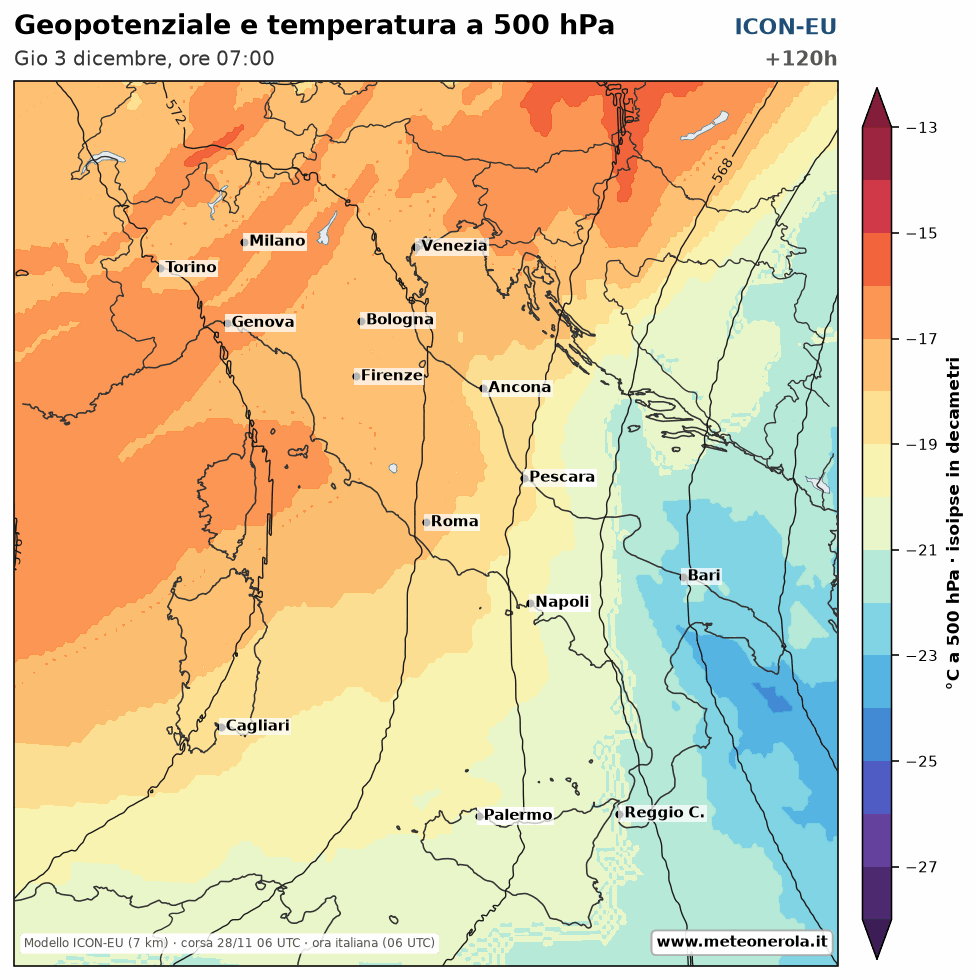 Geopotenziale e temperatura a 500 hPa
ICON-EU
Gio 3 dicembre, ore 07:00
+120h
572
568
Milano
Venezia
Torino
Genova
Bologna
Firenze
Ancona
Pescara
Roma
Bari
Napoli
Cagliari
Palermo
Reggio C.
−13
−15
−17
−19
−21
−23
−25
−27
°C a 500 hPa · isoipse in decametri
Modello ICON-EU (7 km) · corsa 28/11 06 UTC · ora italiana (06 UTC)
www.meteonerola.it